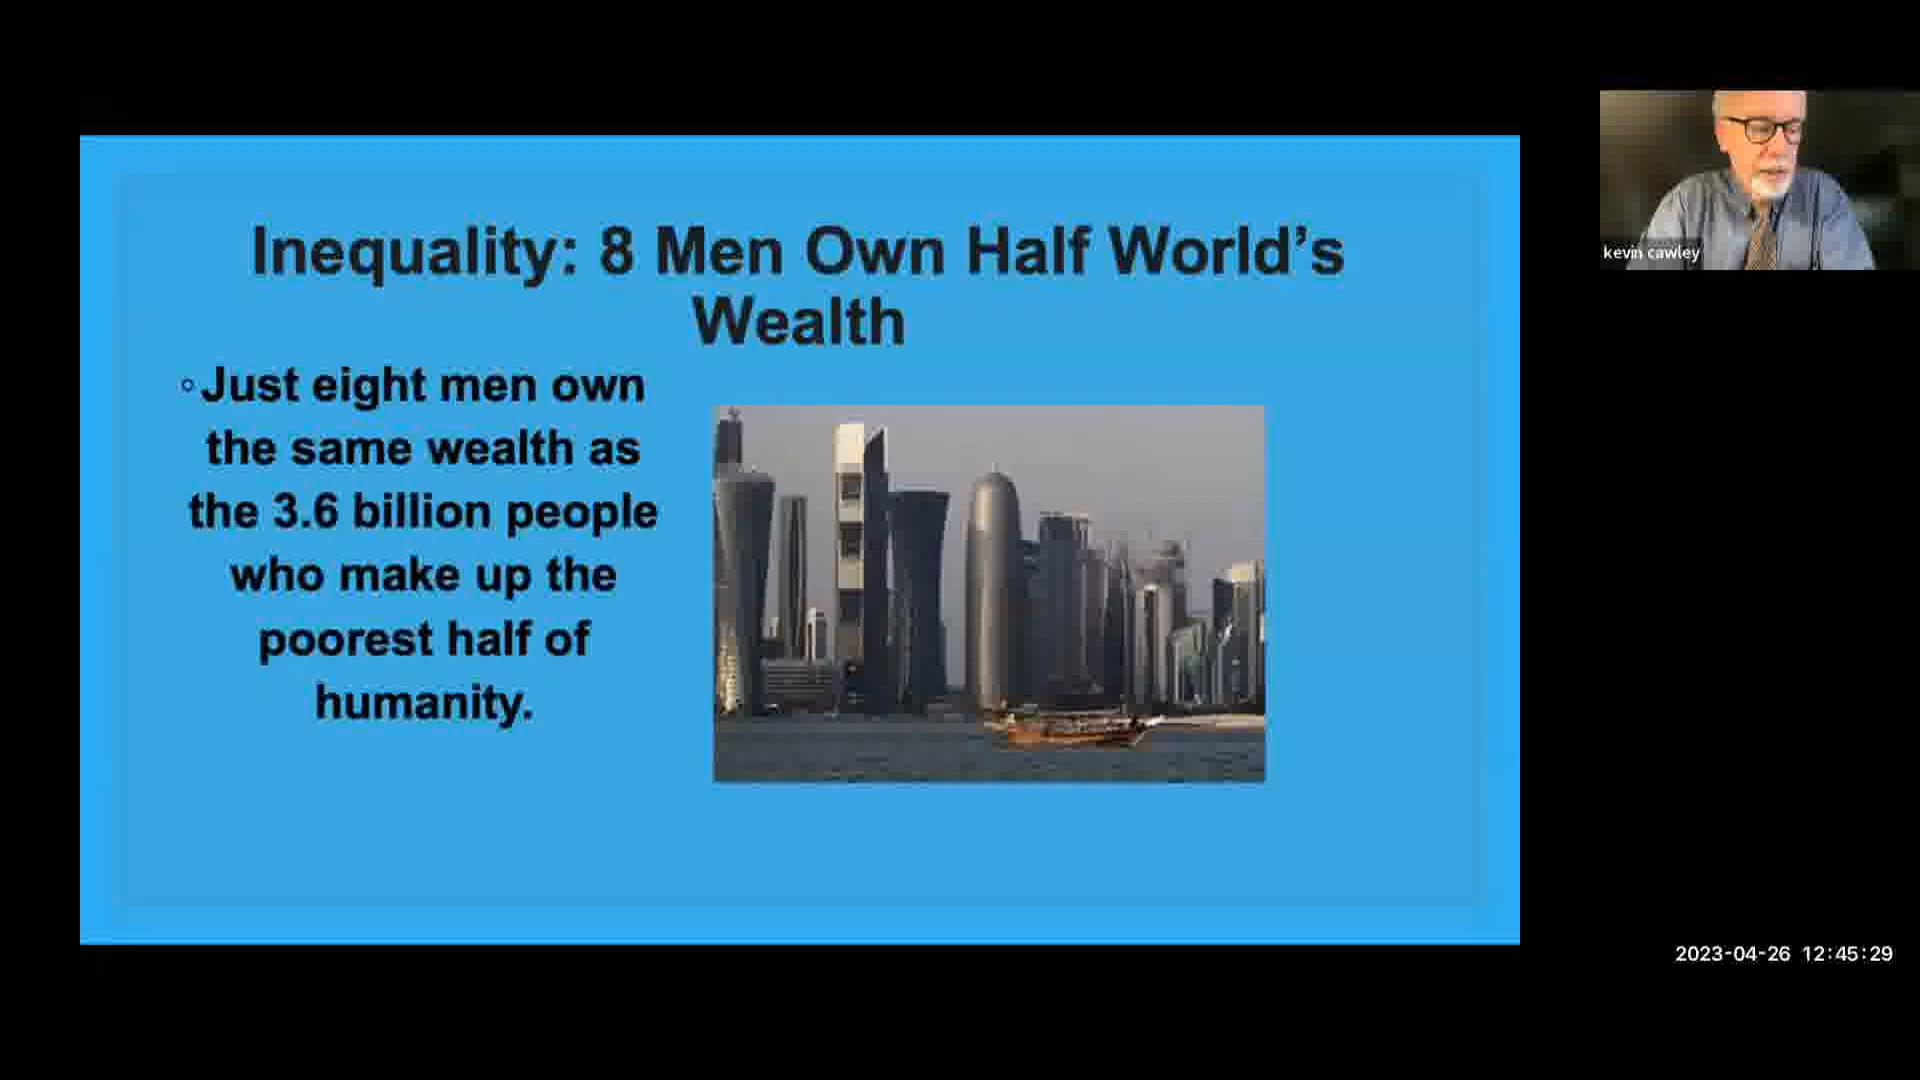 Inequality: 8 Men Own Half World’s
Wealth
◦Just eight men own
the same wealth as
the 3.6 billion people
who make up the
poorest half of
humanity.
kevin cawley
2023-04-26 12:45:29